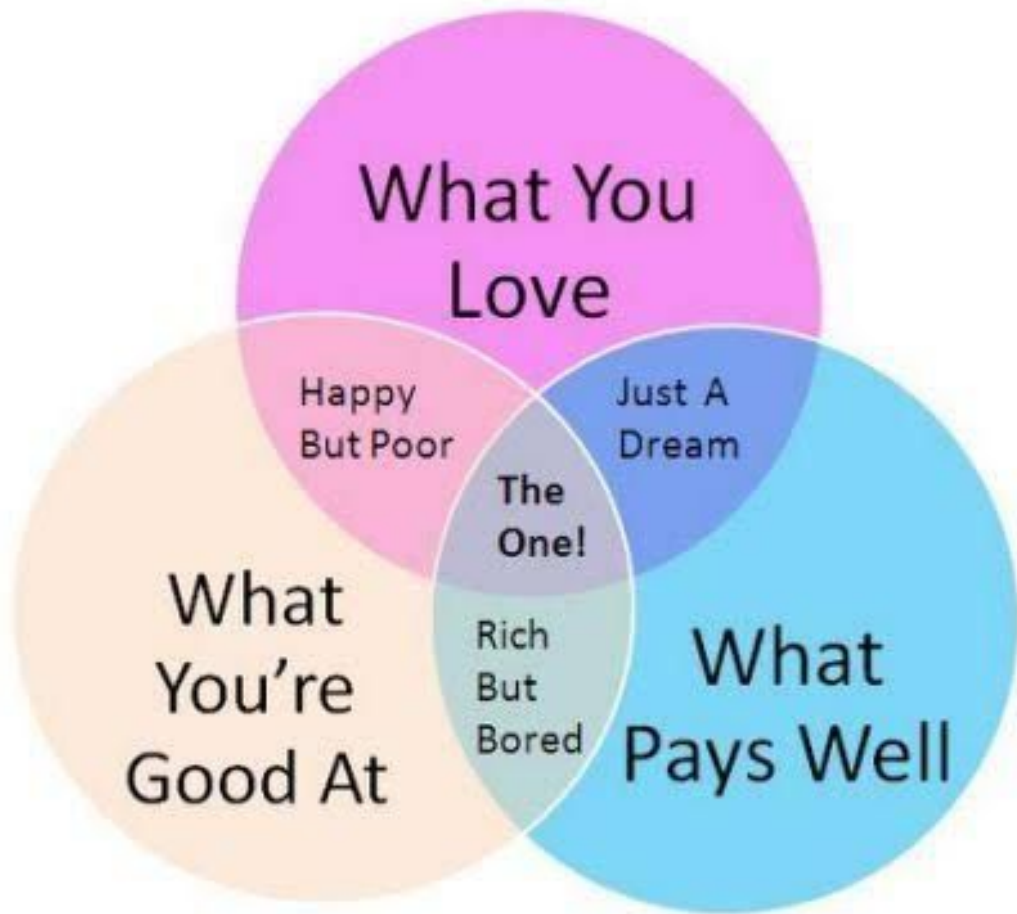 What You
Love
Happy
But Poor
Just A
Dream
The
One!
What
You’re
Good At
Rich
But
Bored
What
Pays Well